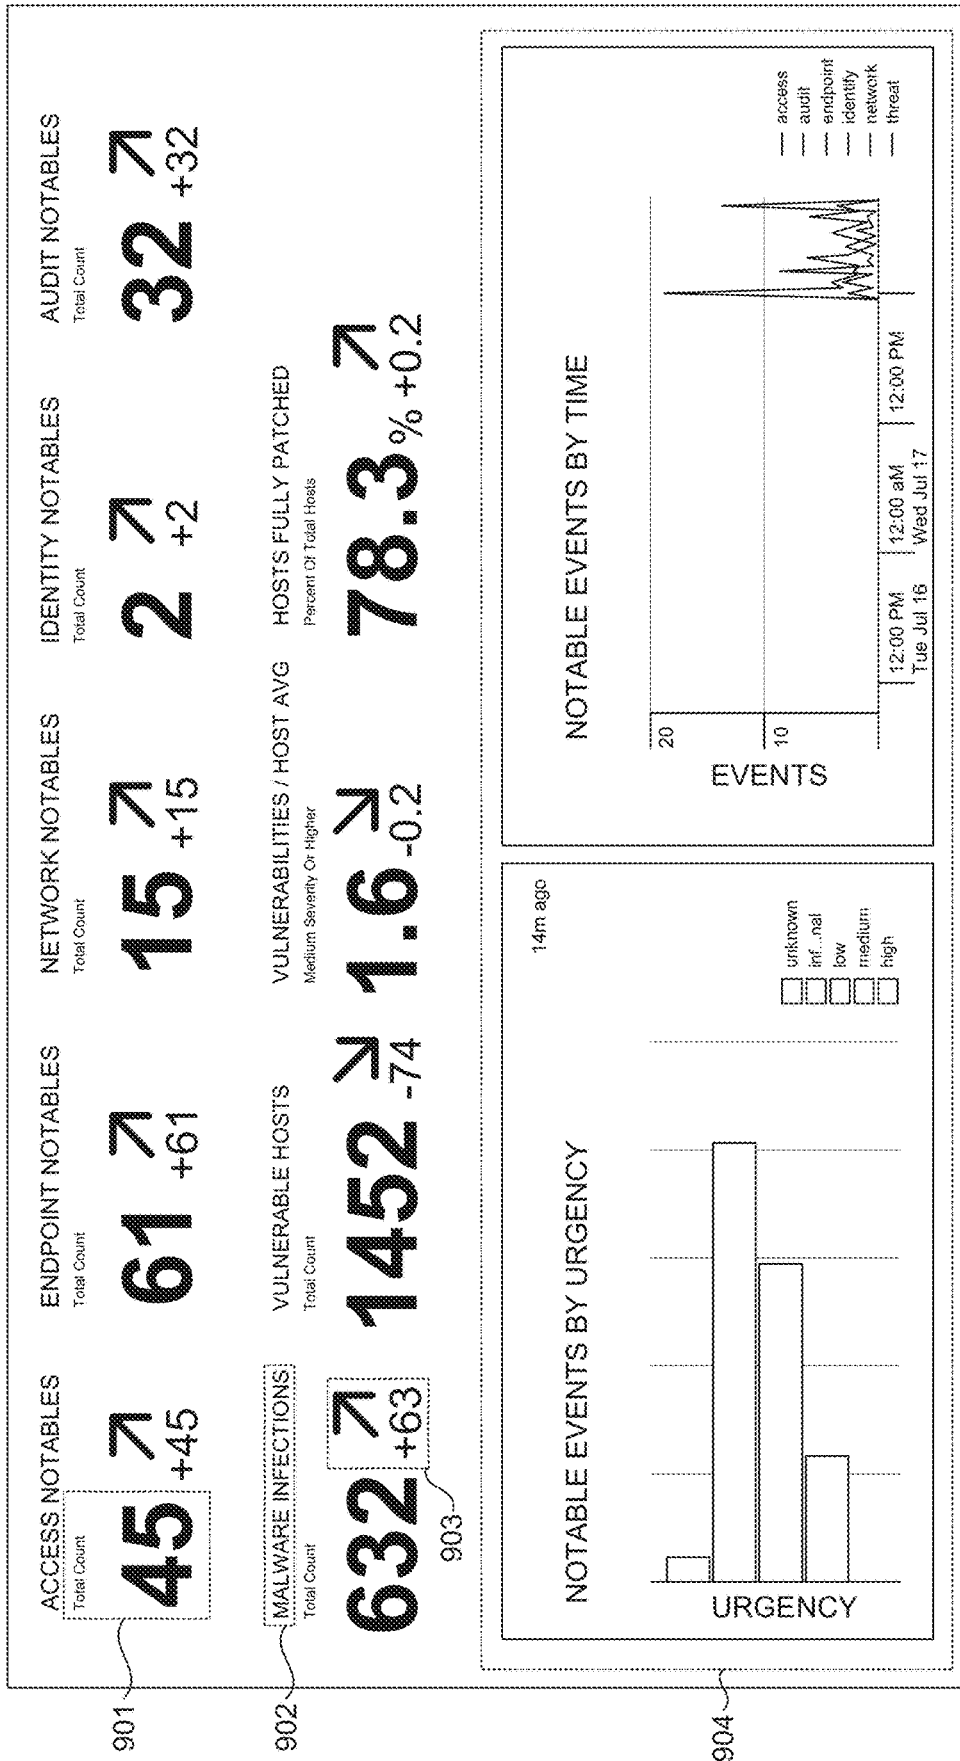 ACCESS NOTABLES
Total Count
45 +45
ENDPOINT NOTABLES
Total Count
61 +61
NETWORK NOTABLES
Total Count
15 +15
IDENTITY NOTABLES
Total Count
2 +2
AUDIT NOTABLES
Total Count
32 +32
901
MALWARE INFECTIONS
Total Count
632 +63
VULNERABLE HOSTS
Total Count
1452 -74
VULNERABILITIES / HOST AVG
Medium Severity Or Higher
1.6 -0.2
HOSTS FULLY PATCHED
Percent Of Total Hosts
78.3% +0.2
902
903
14m ago
NOTABLE EVENTS BY URGENCY
URGENCY
unknown
inf...nal
low
medium
high
NOTABLE EVENTS BY TIME
EVENTS
20
10
12:00 PM
Tue Jul 16
12:00 aM
Wed Jul 17
12:00 PM
access
audit
endpoint
identify
network
threat
904